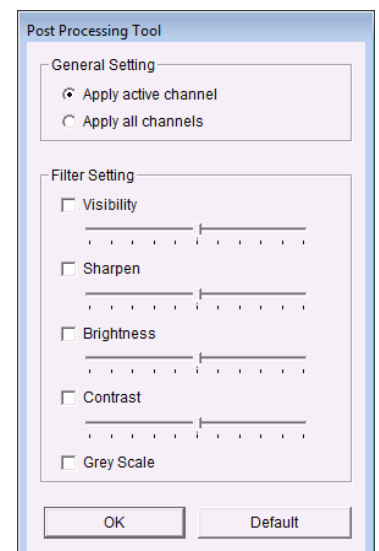 Post Processing Tool
General Setting
Apply active channel
Apply all channels
Filter Setting
Visibility
Sharpen
Brightness
Contrast
Grey Scale
OK Default